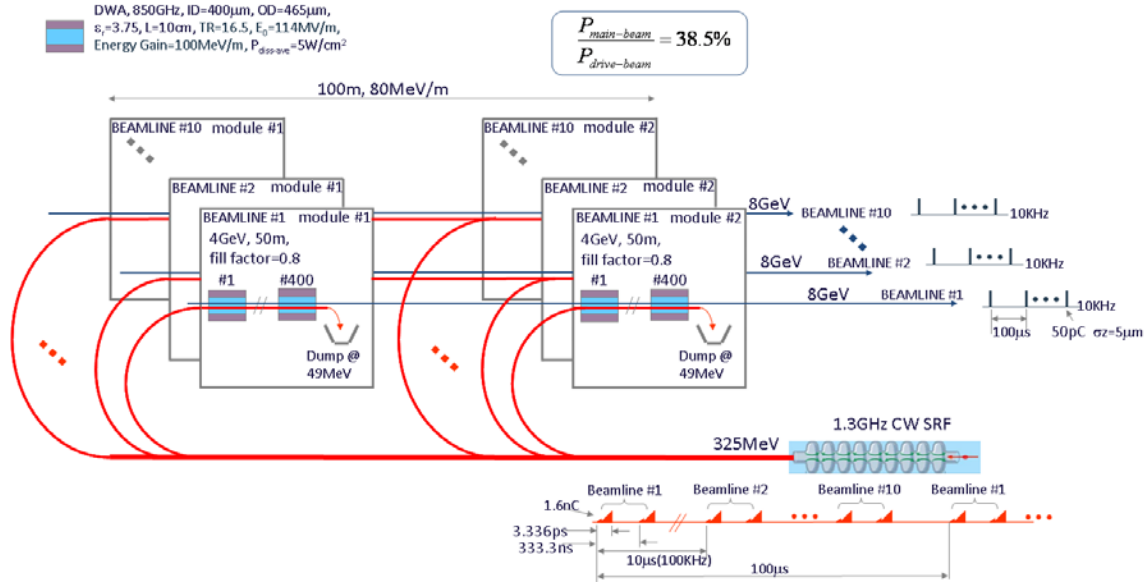 DWA, 850GHz, ID=400μm, OD=465μm,
εr=3.75, L=10cm, TR=16.5, E0=114MV/m,
Energy Gain=100MeV/m, Pdiss-ave=5W/cm²
Pmain-beam
Pdrive-beam
= 38.5%
100m, 80MeV/m
BEAMLINE #10 module #1
BEAMLINE #10 module #2
BEAMLINE #2 module #1
BEAMLINE #2 module #2
BEAMLINE #1 module #1
4GeV, 50m,
fill factor=0.8
#1 #400
Dump @
49MeV
BEAMLINE #1 module #2
4GeV, 50m,
fill factor=0.8
#1 #400
Dump @
49MeV
8GeV
BEAMLINE #10
10KHz
8GeV
BEAMLINE #2
10KHz
8GeV
BEAMLINE #1
10KHz
100μs
50pC σz=5μm
1.3GHz CW SRF
325MeV
Beamline #1 Beamline #2 Beamline #10 Beamline #1
1.6nC
3.336ps
333.3ns
10μs(100KHz)
100μs